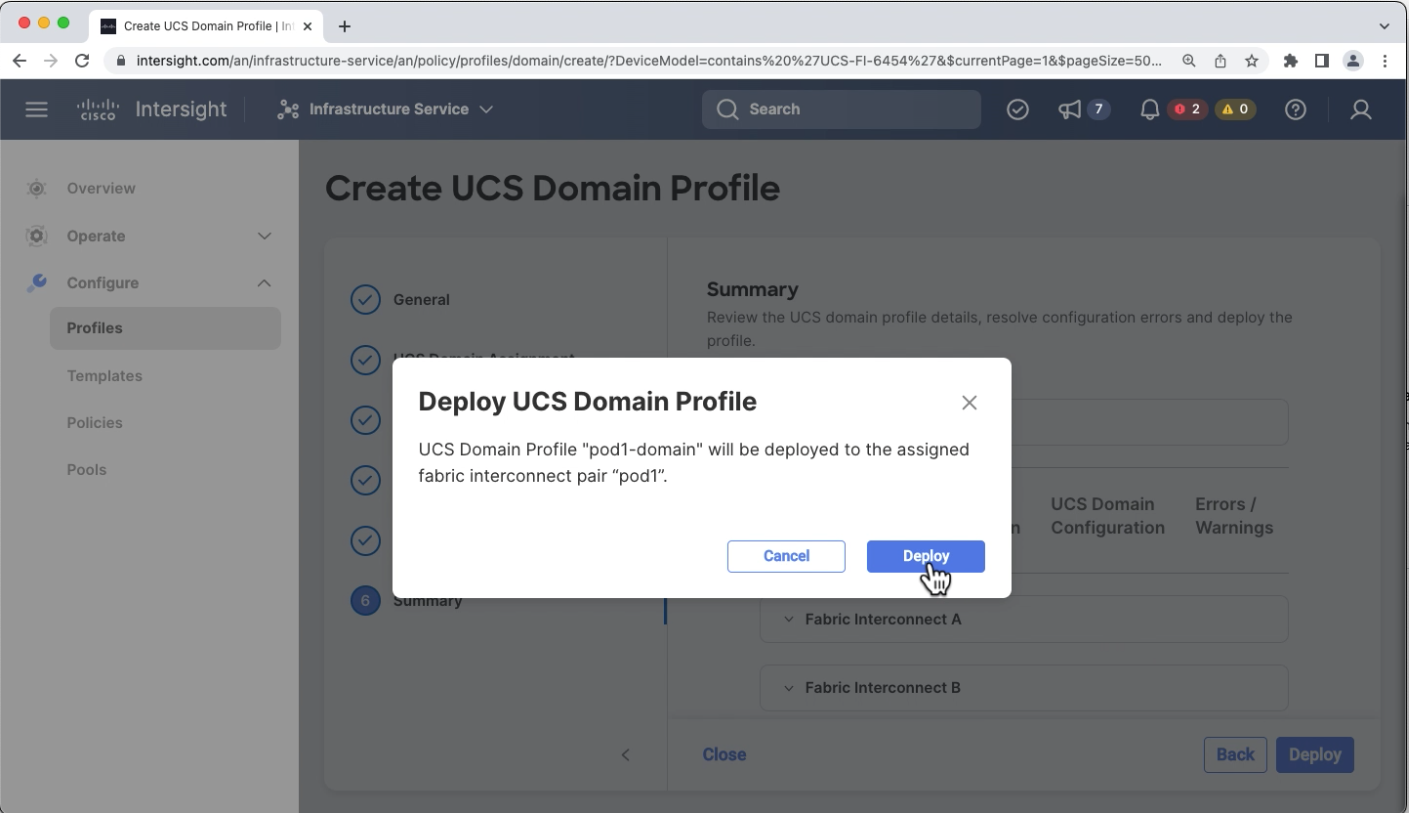 Create UCS Domain Profile | Int
intersight.com/an/infrastructure-service/an/policy/profiles/domain/create/?DeviceModel=contains%20%27UCS-FI-6454%27&$currentPage=1&$pageSize=50...
CISCO Intersight
Infrastructure Service
Search
7
2
0
Overview
Operate
Configure
Profiles
Templates
Policies
Pools
Create UCS Domain Profile
General
UCS Domain Assignment
6 Summary
Summary
Review the UCS domain profile details, resolve configuration errors and deploy the
profile.
Deploy UCS Domain Profile
UCS Domain Profile "pod1-domain" will be deployed to the assigned
fabric interconnect pair “pod1”.
Cancel
Deploy
UCS Domain
Configuration
Errors /
Warnings
Fabric Interconnect A
Fabric Interconnect B
Close
Back
Deploy